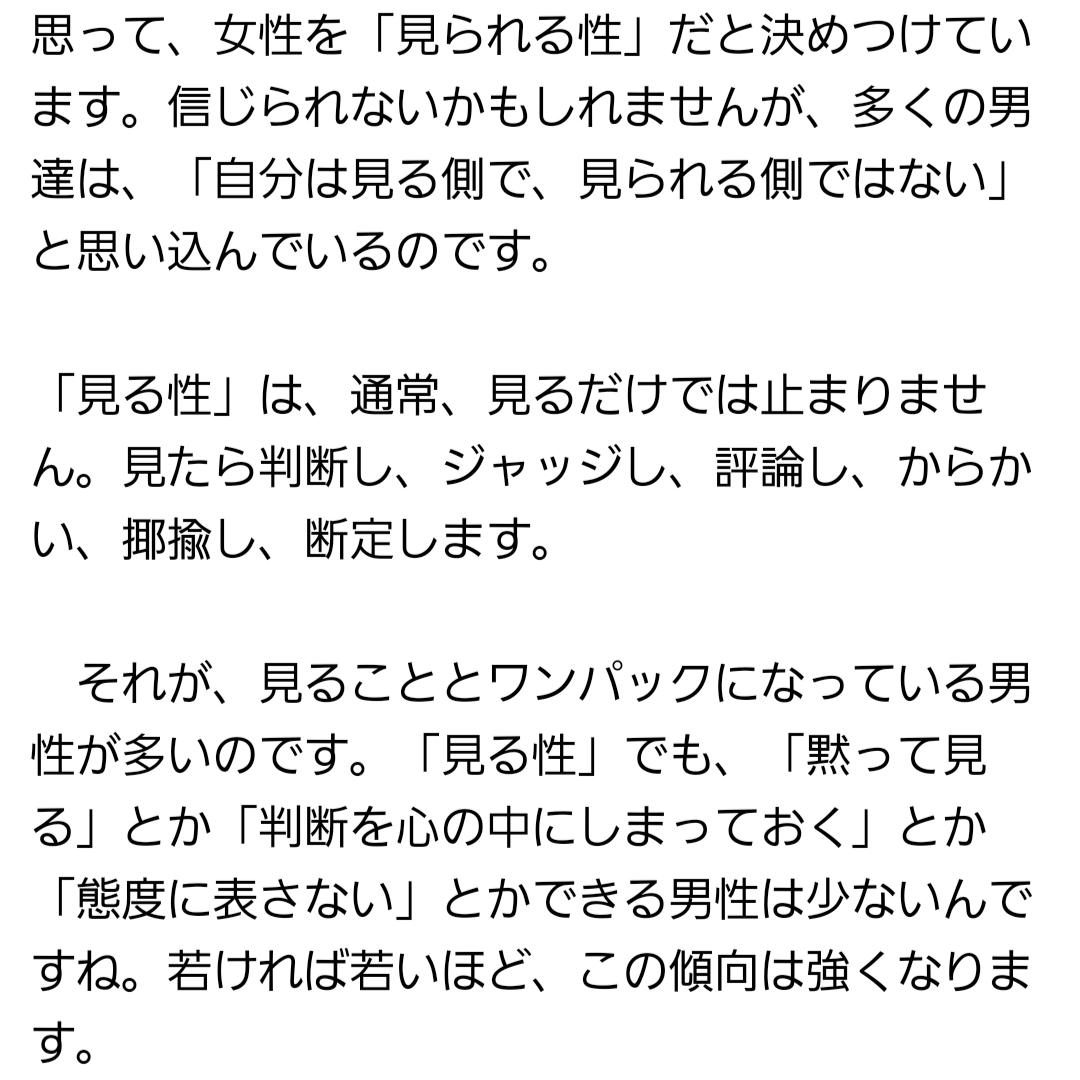 思って、女性を「見られる性」だと決めつけてい
ます。信じられないかもしれませんが、多くの男
達は、「自分は見る側で、見られる側ではない」
と思い込んでいるのです。
「見る性」は、通常、見るだけでは止まりませ
ん。見たら判断し、ジャッジし、評論し、からか
い、揶揄し、断定します。
　それが、見ることとワンパックになっている男
性が多いのです。「見る性」でも、「黙って見
る」とか「判断を心の中にしまっておく」とか
「態度に表さない」とかできる男性は少ないんで
すね。若ければ若いほど、この傾向は強くなりま
す。